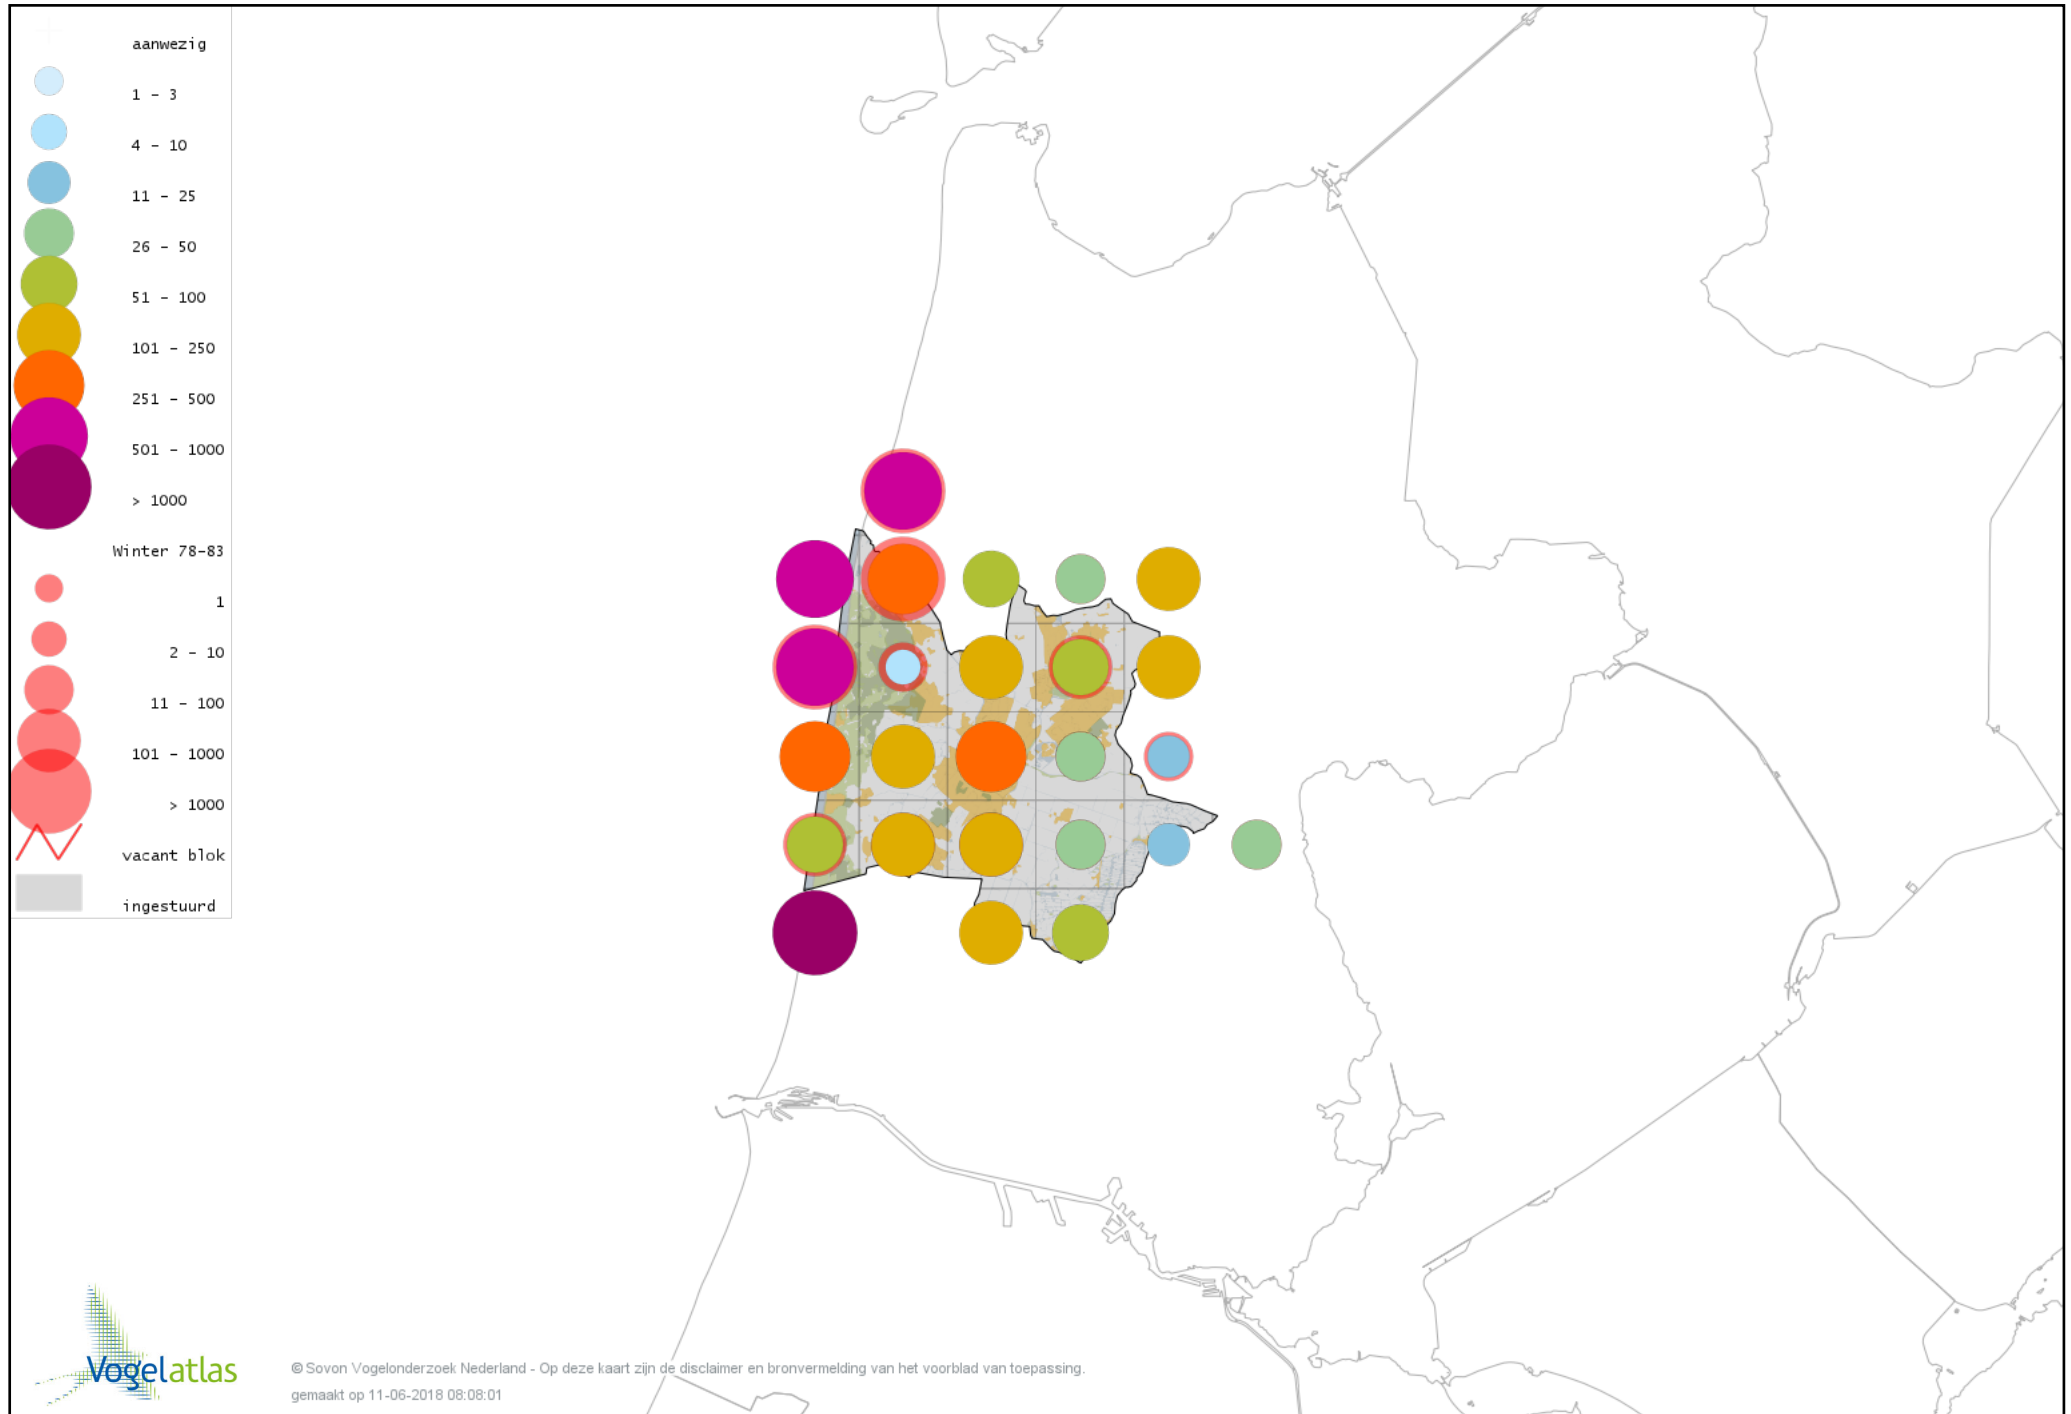 aanwezig
1 - 3
4 - 10
11 - 25
26 - 50
51 - 100
101 - 250
251 - 500
501 - 1000
> 1000
Winter 78-83
1
2 - 10
11 - 100
101 - 1000
> 1000
vacant blok
ingestuurd
Vogelatlas
© Sovon Vogelonderzoek Nederland - Op deze kaart zijn de disclaimer en bronvermelding van het voorblad van toepassing.
gemaakt op 11-06-2018 08:08:01